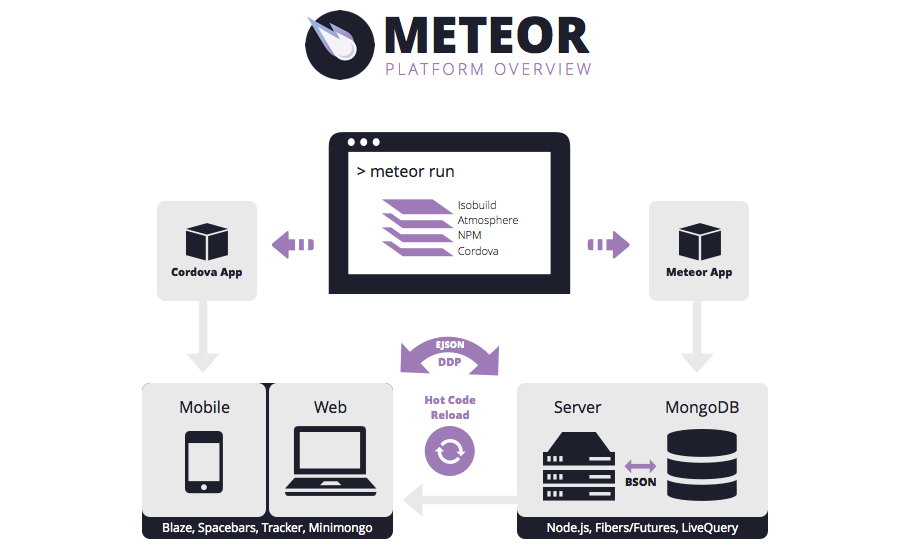 METEOR
PLATFORM OVERVIEW
> meteor run
Isobuild
Atmosphere
NPM
Cordova
Cordova App
Meteor App
EJSON
DDP
Hot Code
Reload
Mobile
Web
Server
MongoDB
BSON
Blaze, Spacebars, Tracker, Minimongo
Node.js, Fibers/Futures, LiveQuery